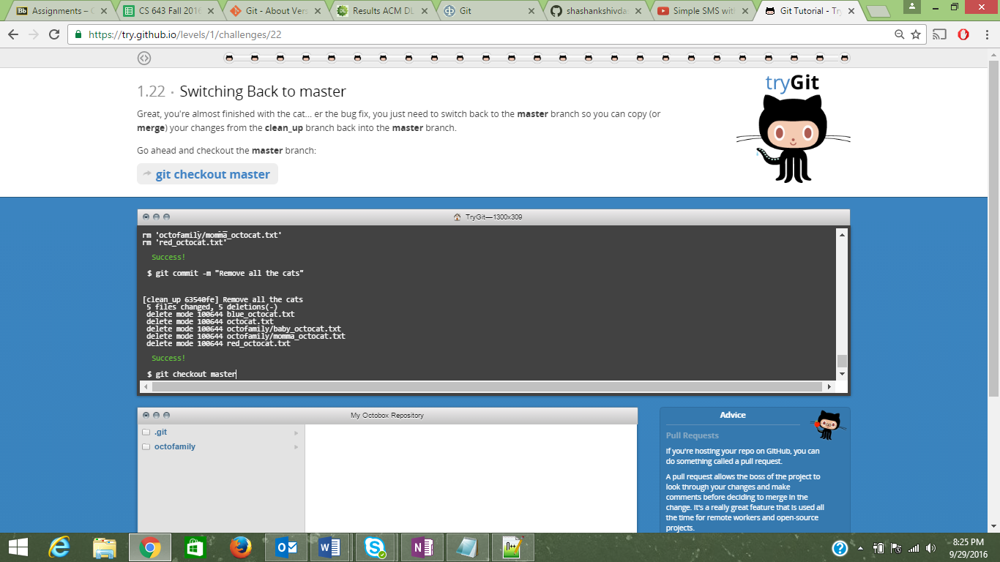 Assignments –
CS 643 Fall 2016
Git - About Vers
Results ACM DL
Git
shashankshivdas
Simple SMS with
Git Tutorial - Try
https://try.github.io/levels/1/challenges/22
1.22 · Switching Back to master
tryGit
Great, you're almost finished with the cat... er the bug fix, you just need to switch back to the master branch so you can copy (or
merge) your changes from the clean_up branch back into the master branch.
Go ahead and checkout the master branch:
git checkout master
TryGit—1300x309
rm 'octofamily/momma_octocat.txt'
rm 'red_octocat.txt'
Success!
$ git commit -m "Remove all the cats"
[clean_up 63540fe] Remove all the cats
5 files changed, 5 deletions(-)
delete mode 100644 blue_octocat.txt
delete mode 100644 octocat.txt
delete mode 100644 octofamily/baby_octocat.txt
delete mode 100644 octofamily/momma_octocat.txt
delete mode 100644 red_octocat.txt
Success!
$ git checkout master
My Octobox Repository
.git
octofamily
Advice
Pull Requests
If you're hosting your repo on GitHub, you can
do something called a pull request.
A pull request allows the boss of the project to
look through your changes and make
comments before deciding to merge in the
change. It's a really great feature that is used all
the time for remote workers and open-source
projects.
8:25 PM
9/29/2016